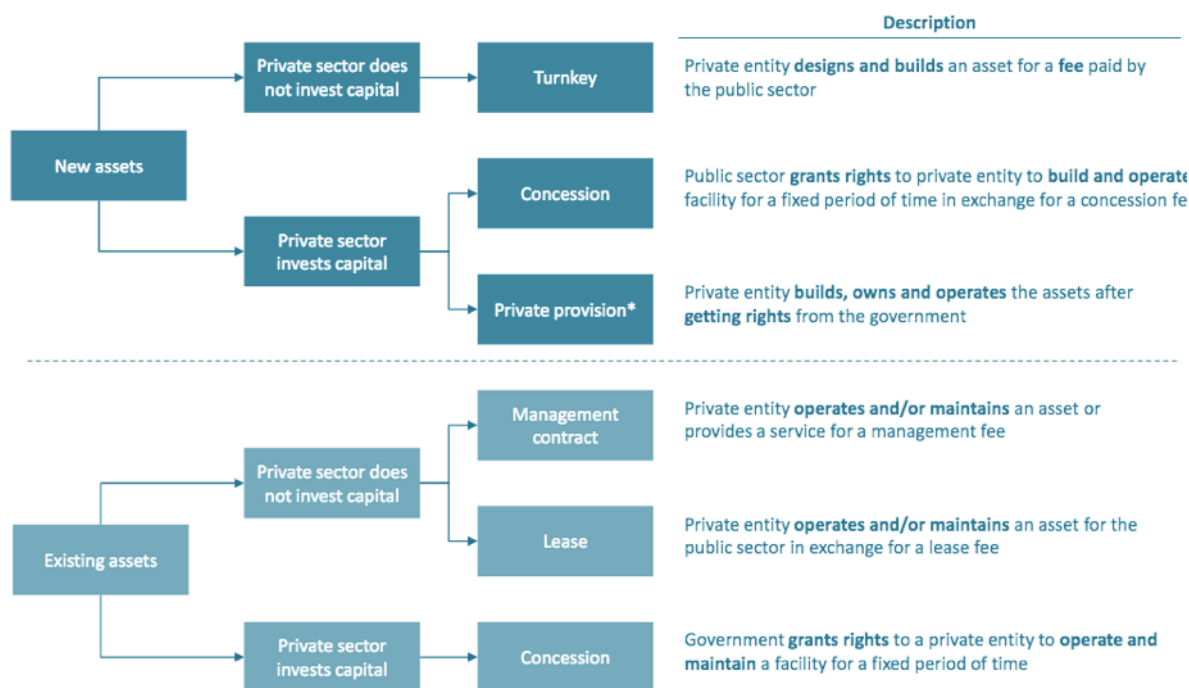 Description
Private sector does
not invest capital
Turnkey
Private entity designs and builds an asset for a fee paid by
the public sector
New assets
Concession
Public sector grants rights to private entity to build and operate
facility for a fixed period of time in exchange for a concession fe
Private sector
invests capital
Private provision*
Private entity builds, owns and operates the assets after
getting rights from the government
Management
contract
Private entity operates and/or maintains an asset or
provides a service for a management fee
Private sector does
not invest capital
Lease
Private entity operates and/or maintains an asset for the
public sector in exchange for a lease fee
Existing assets
Private sector
invests capital
Concession
Government grants rights to a private entity to operate and
maintain a facility for a fixed period of time